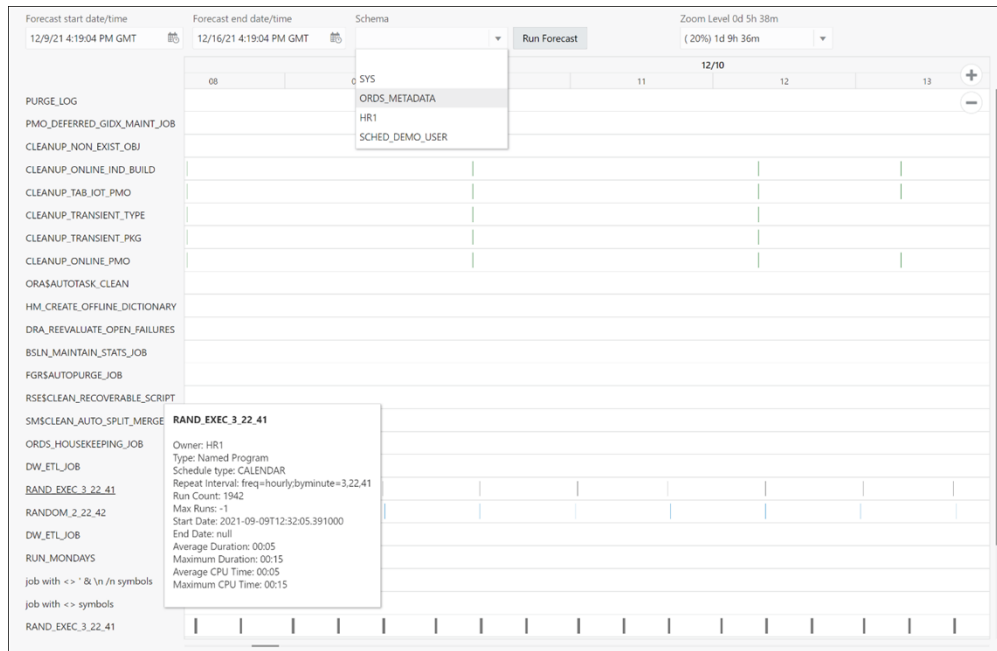 Forecast start date/time Forecast end date/time Schema Zoom Level 0d 5h 38m
12/9/21 4:19:04 PM GMT 12/16/21 4:19:04 PM GMT Run Forecast ( 20%) 1d 9h 36m
12/10
08 11 12 13
SYS
ORDS_METADATA
HR1
SCHED_DEMO_USER
PURGE_LOG
PMO_DEFERRED_GIDX_MAINT_JOB
CLEANUP_NON_EXIST_OBJ
CLEANUP_ONLINE_IND_BUILD
CLEANUP_TAB_IOT_PMO
CLEANUP_TRANSIENT_TYPE
CLEANUP_TRANSIENT_PKG
CLEANUP_ONLINE_PMO
ORA$AUTOTASK_CLEAN
HM_CREATE_OFFLINE_DICTIONARY
DRA_REEVALUATE_OPEN_FAILURES
BSLN_MAINTAIN_STATS_JOB
FGR$AUTOPURGE_JOB
RSE$CLEAN_RECOVERABLE_SCRIPT
SM$CLEAN_AUTO_SPLIT_MERGE
ORDS_HOUSEKEEPING_JOB
DW_ETL_JOB
RAND_EXEC_3_22_41
RANDOM_2_22_42
DW_ETL_JOB
RUN_MONDAYS
job with <> ' & \n /n symbols
job with <> symbols
RAND_EXEC_3_22_41
RAND_EXEC_3_22_41
Owner: HR1
Type: Named Program
Schedule type: CALENDAR
Repeat Interval: freq=hourly;byminute=3,22,41
Run Count: 1942
Max Runs: -1
Start Date: 2021-09-09T12:32:05.391000
End Date: null
Average Duration: 00:05
Maximum Duration: 00:15
Average CPU Time: 00:05
Maximum CPU Time: 00:15